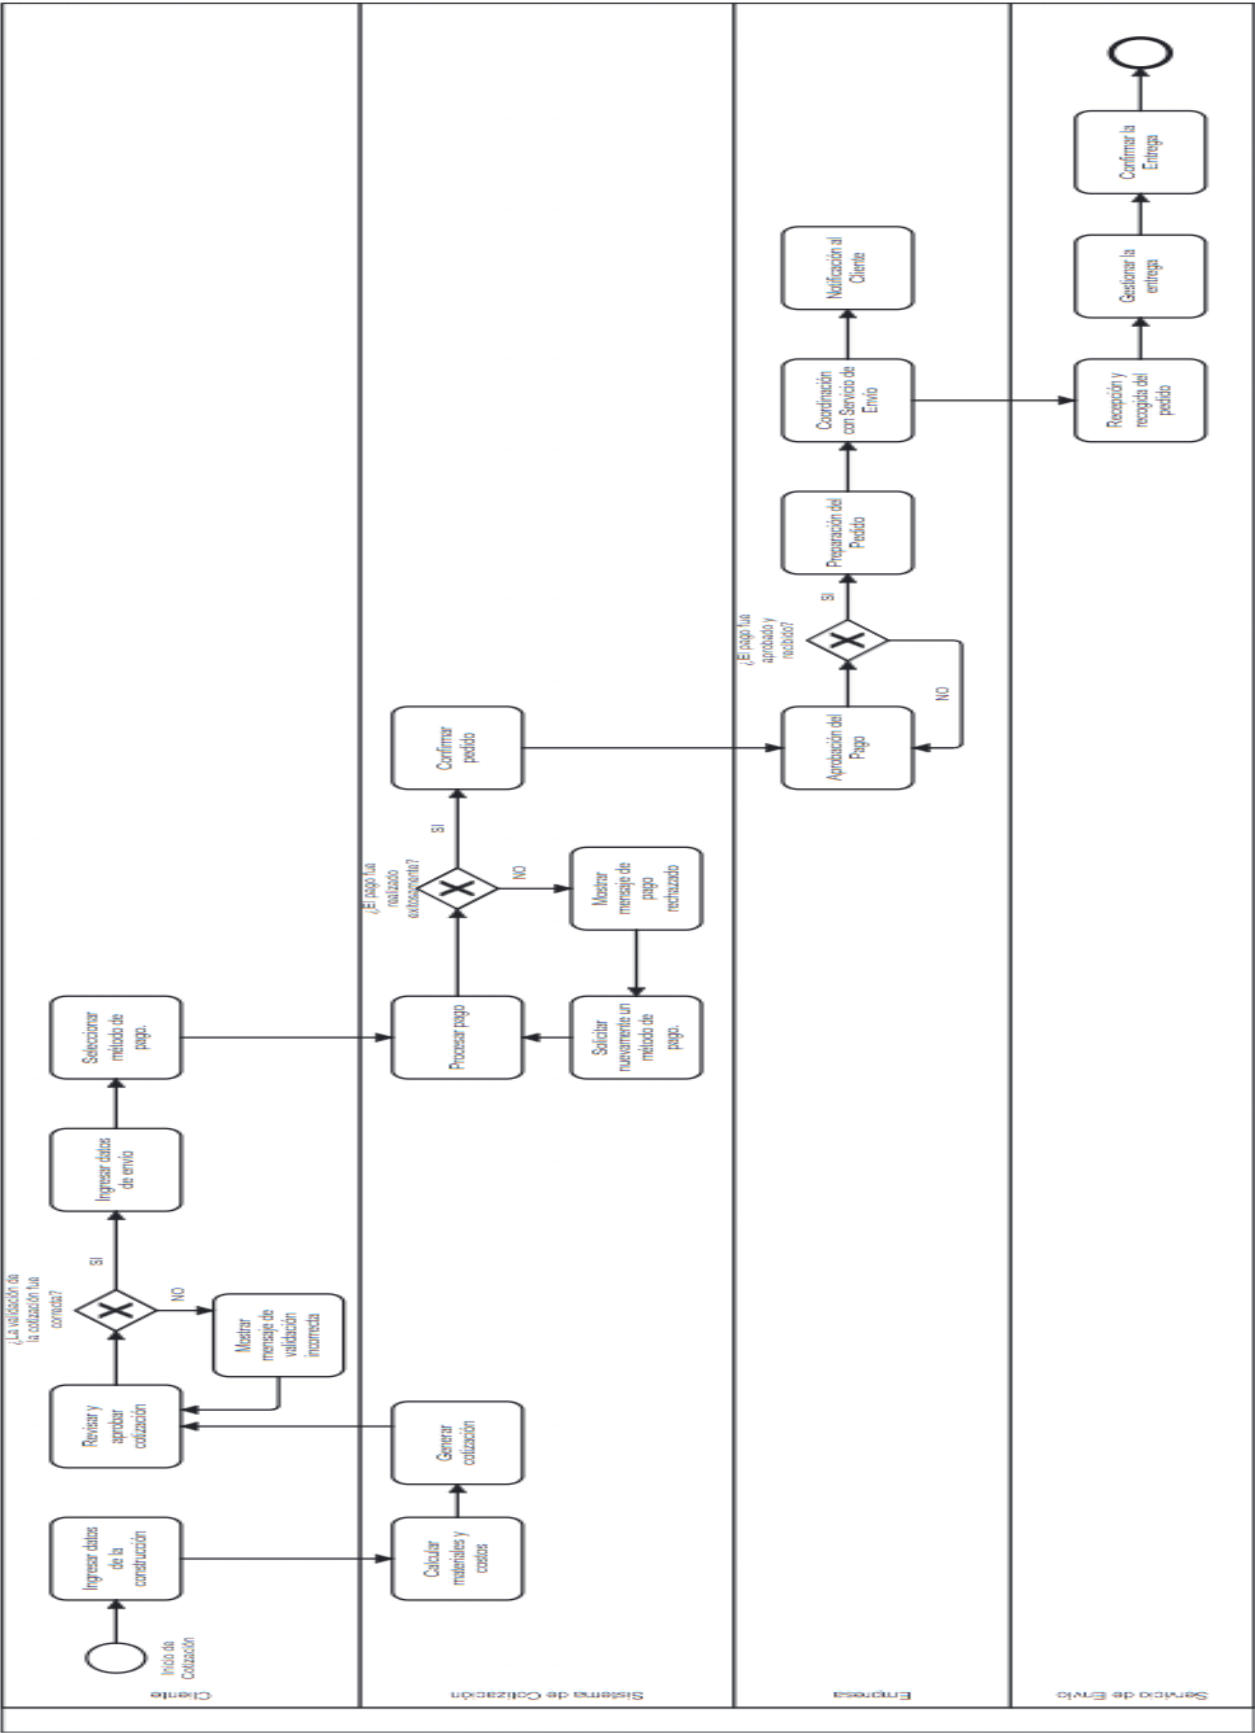 Cliente
Inicio de
Cotización
Ingresar datos
de la
construcción
Revisar y
aprobar
cotización
¿La validación de
la cotización fue
correcta?
SI
NO
Mostrar
mensaje de
validación
incorrecta
Ingresar datos
de envío
Seleccionar
método de
pago.
Sistema de Cotización
Calcular
materiales y
costos
Generar
cotización
Procesar pago
¿El pago fue
realizado
exitosamente?
SI
NO
Mostrar
mensaje de
pago
rechazado
Solicitar
nuevamente un
método de
pago.
Confirmar
pedido
Empresa
Aprobación del
Pago
¿El pago fue
aprobado y
recibido?
SI
NO
Preparación del
Pedido
Coordinación
con Servicio de
Envío
Notificación al
Cliente
Servicio de Envío
Recepción y
recogida del
pedido
Gestionar la
entrega
Confirmar la
Entrega